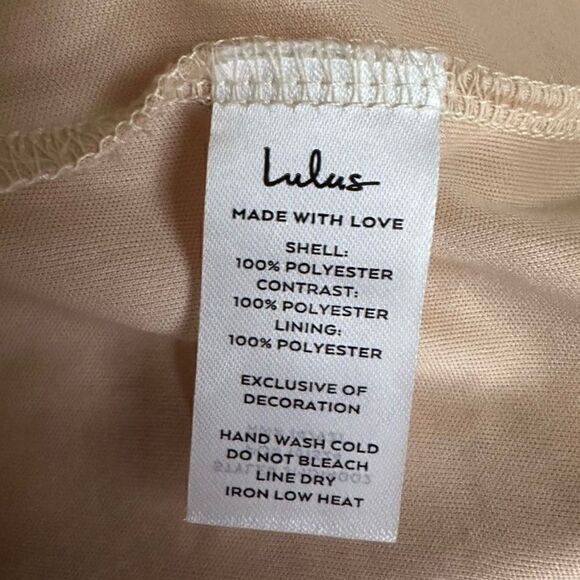 Lulus
MADE WITH LOVE
SHELL:
100% POLYESTER
CONTRAST:
100% POLYESTER
LINING:
100% POLYESTER
EXCLUSIVE OF
DECORATION
HAND WASH COLD
DO NOT BLEACH
LINE DRY
IRON LOW HEAT